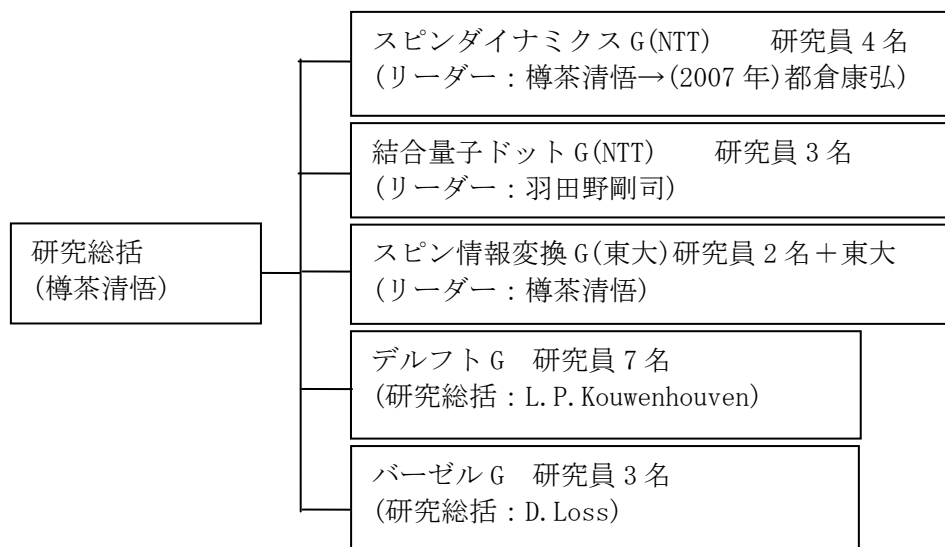 スピンダイナミクス G(NTT)　　研究員 4 名
(リーダー：樽茶清悟→(2007 年)都倉康弘)
結合量子ドット G(NTT)　　研究員 3 名
(リーダー：羽田野剛司)
研究総括
(樽茶清悟)
スピン情報変換 G(東大)研究員 2 名＋東大
(リーダー：樽茶清悟)
デルフト G　研究員 7 名
(研究総括：L.P.Kouwenhouven)
バーゼル G　研究員 3 名
(研究総括：D.Loss)